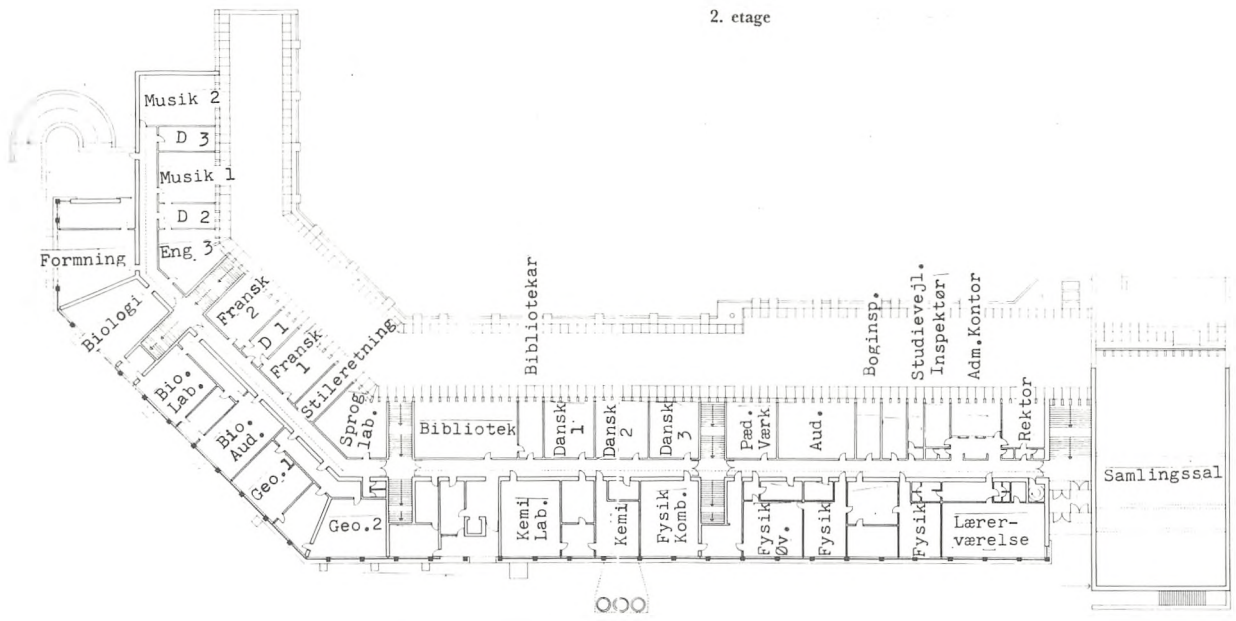 2. etage
Musik 2
D 3
Musik 1
D 2
Eng 3
Formning
Biologi
Fransk
2
D 1
Fransk
1
Stileretning
Sprog
lab.
Bio.
Lab.
Bio.
Aud.
Geo.1
Geo.2
Bibliotekar
Bibliotek
Dansk
1
Dansk
2
Dansk
3
Pæd.
Værk
Aud.
Boginsp.
Studievejl.
Inspektør
Adm.Kontor
Rektor
Samlingssal
Kemi
Lab.
Kemi
Fysik
Komb.
Fysik
Øv.
Fysik
Fysik
Lærer-
værelse